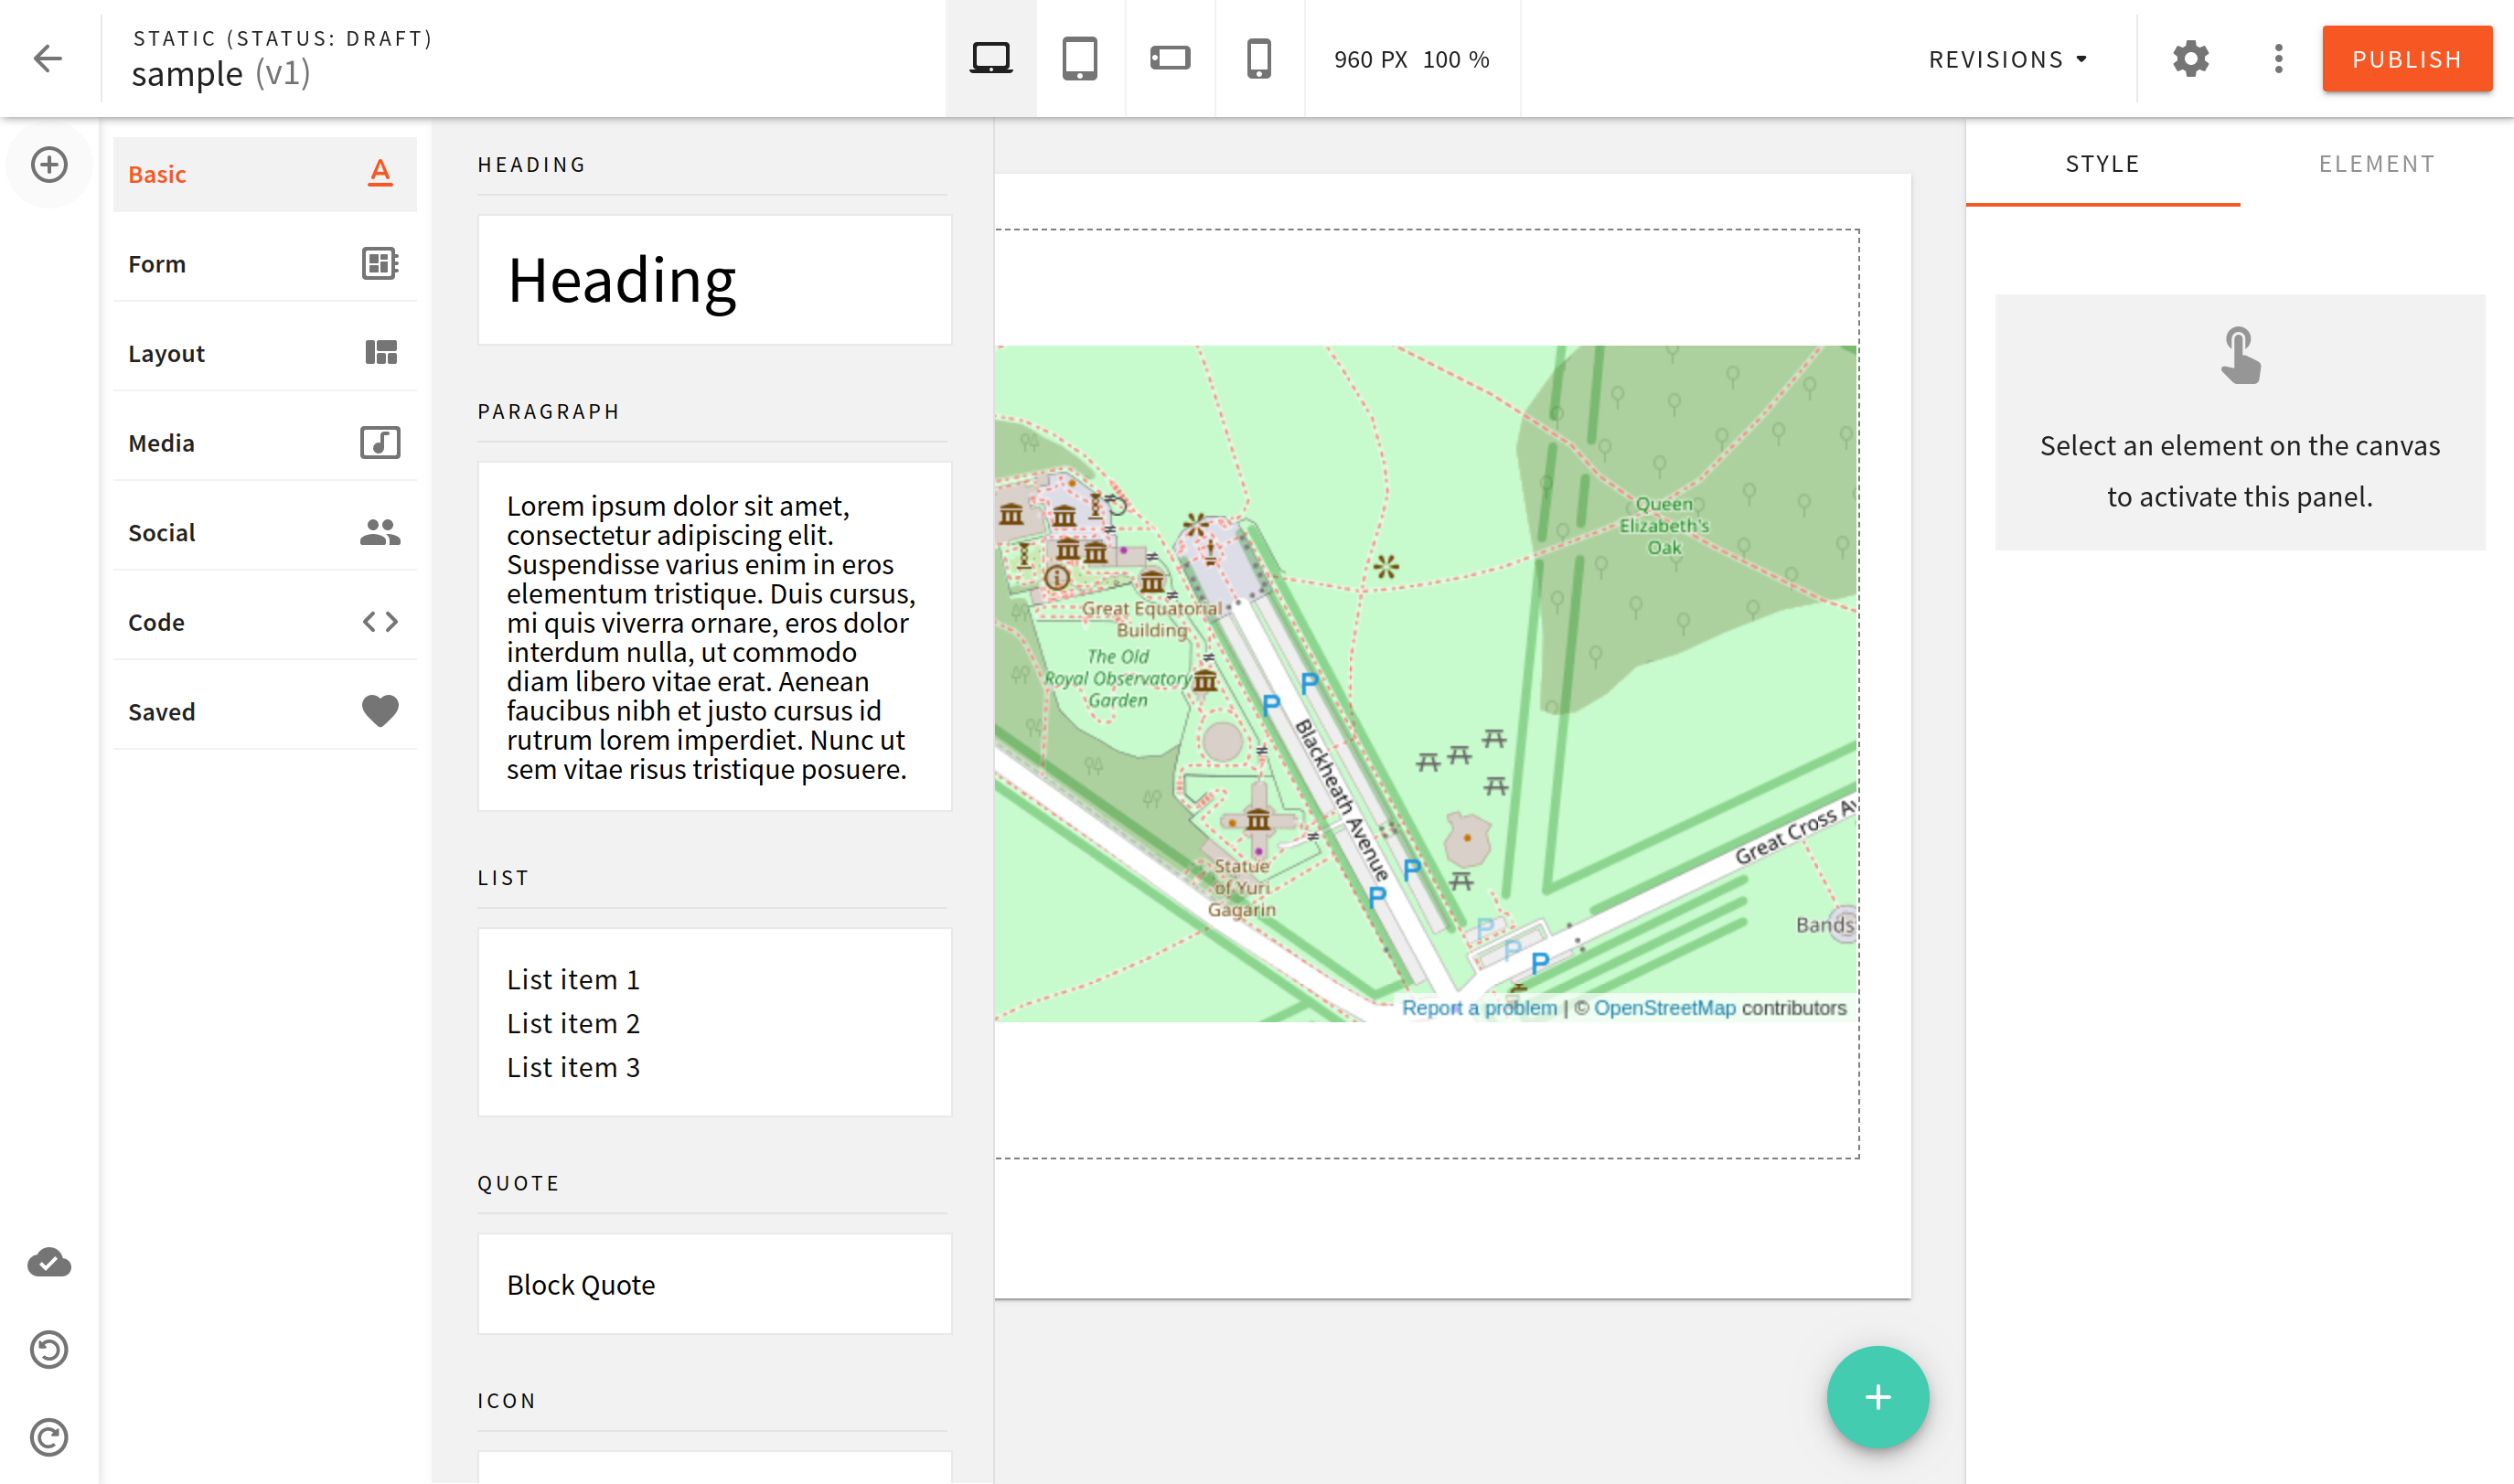 STATIC (STATUS: DRAFT)
sample (v1)
960 PX 100 %
REVISIONS
PUBLISH
Basic
Form
Layout
Media
Social
Code
Saved
HEADING
Heading
PARAGRAPH
Lorem ipsum dolor sit amet,
consectetur adipiscing elit.
Suspendisse varius enim in eros
elementum tristique. Duis cursus,
mi quis viverra ornare, eros dolor
interdum nulla, ut commodo
diam libero vitae erat. Aenean
faucibus nibh et justo cursus id
rutrum lorem imperdiet. Nunc ut
sem vitae risus tristique posuere.
LIST
List item 1
List item 2
List item 3
QUOTE
Block Quote
ICON
Queen
Elizabeth's
Oak
Great Equatorial
Building
The Old
Royal Observatory
Garden
P
P
Blackheath Avenue
Statue
of Yuri
Gagarin
P
P
Great Cross Av
Bands
P
P
P
Report a problem | © OpenStreetMap contributors
STYLE
ELEMENT
Select an element on the canvas
to activate this panel.